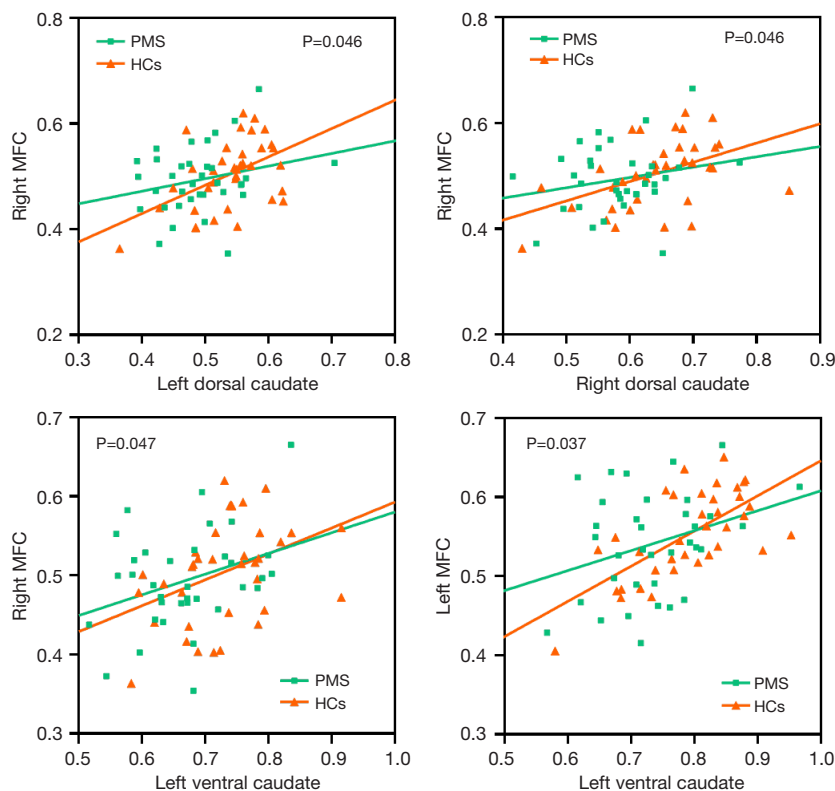 0.8
PMS
P=0.046
HCs
0.6
Right MFC
0.4
0.2
0.3 0.4 0.5 0.6 0.7 0.8
Left dorsal caudate
0.8
PMS
P=0.046
HCs
0.6
Right MFC
0.4
0.2
0.4 0.5 0.6 0.7 0.8 0.9
Right dorsal caudate
0.7
P=0.047
0.6
Right MFC
0.5
0.4
PMS
HCs
0.3
0.5 0.6 0.7 0.8 0.9 1.0
Left ventral caudate
0.7
P=0.037
0.6
Left MFC
0.5
0.4
PMS
HCs
0.3
0.5 0.6 0.7 0.8 0.9 1.0
Left ventral caudate